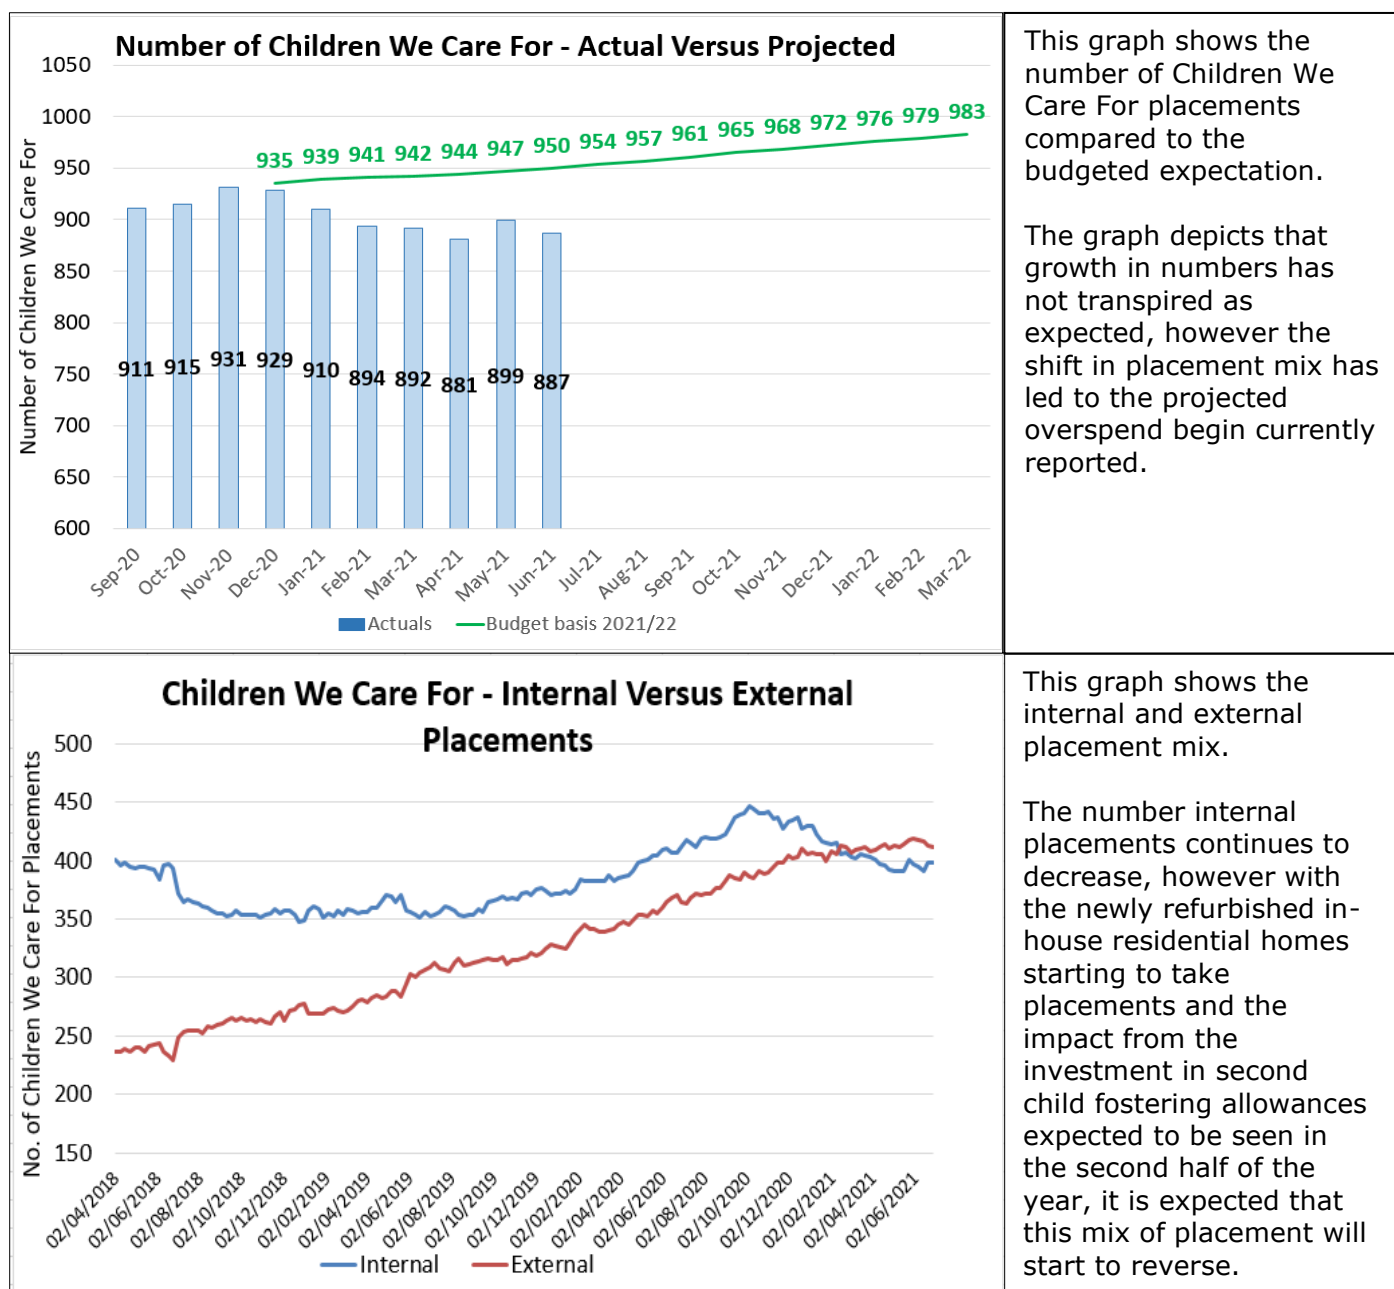 Number of Children We Care For - Actual Versus Projected
Number of Children We Care For
1050
1000
950
900
850
800
750
700
650
600
935 939 941 942 944 947 950 954 957 961 965 968 972 976 979 983
911 915 931 929 910 894 892 881 899 887
Sep-20 Oct-20 Nov-20 Dec-20 Jan-21 Feb-21 Mar-21 Apr-21 May-21 Jun-21 Jul-21 Aug-21 Sep-21 Oct-21 Nov-21 Dec-21 Jan-22 Feb-22 Mar-22
Actuals Budget basis 2021/22
This graph shows the
number of Children We
Care For placements
compared to the
budgeted expectation.
The graph depicts that
growth in numbers has
not transpired as
expected, however the
shift in placement mix has
led to the projected
overspend begin currently
reported.
Children We Care For - Internal Versus External
Placements
No. of Children We Care For Placements
500
450
400
350
300
250
200
150
02/04/2018 02/06/2018 02/08/2018 02/10/2018 02/12/2018 02/02/2019 02/04/2019 02/06/2019 02/08/2019 02/10/2019 02/12/2019 02/02/2020 02/04/2020 02/06/2020 02/08/2020 02/10/2020 02/12/2020 02/02/2021 02/04/2021 02/06/2021
Internal External
This graph shows the
internal and external
placement mix.
The number internal
placements continues to
decrease, however with
the newly refurbished in-
house residential homes
starting to take
placements and the
impact from the
investment in second
child fostering allowances
expected to be seen in
the second half of the
year, it is expected that
this mix of placement will
start to reverse.